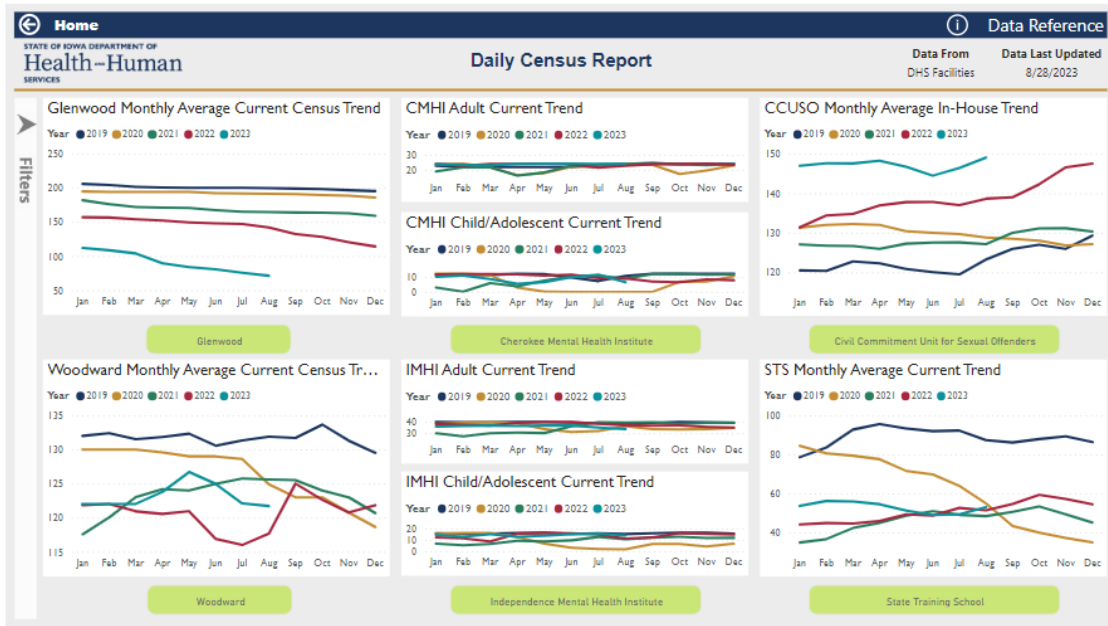 Home
Data Reference
STATE OF IOWA DEPARTMENT OF
Health and Human
SERVICES
Daily Census Report
Data From
DHS Facilities
Data Last Updated
8/28/2023
Filters
Glenwood Monthly Average Current Census Trend
Year 2019 2020 2021 2022 2023
250
200
150
100
50
Jan Feb Mar Apr May Jun Jul Aug Sep Oct Nov Dec
Glenwood
CMHI Adult Current Trend
Year 2019 2020 2021 2022 2023
30
20
Jan Feb Mar Apr May Jun Jul Aug Sep Oct Nov Dec
CMHI Child/Adolescent Current Trend
Year 2019 2020 2021 2022 2023
10
0
Jan Feb Mar Apr May Jun Jul Aug Sep Oct Nov Dec
Cherokee Mental Health Institute
CCUSO Monthly Average In-House Trend
Year 2019 2020 2021 2022 2023
150
140
130
120
Jan Feb Mar Apr May Jun Jul Aug Sep Oct Nov Dec
Civil Commitment Unit for Sexual Offenders
Woodward Monthly Average Current Census Tr...
Year 2019 2020 2021 2022 2023
135
130
125
120
115
Jan Feb Mar Apr May Jun Jul Aug Sep Oct Nov Dec
Woodward
IMHI Adult Current Trend
Year 2019 2020 2021 2022 2023
40
30
Jan Feb Mar Apr May Jun Jul Aug Sep Oct Nov Dec
IMHI Child/Adolescent Current Trend
Year 2019 2020 2021 2022 2023
20
10
0
Jan Feb Mar Apr May Jun Jul Aug Sep Oct Nov Dec
Independence Mental Health Institute
STS Monthly Average Current Trend
Year 2019 2020 2021 2022 2023
100
80
60
40
Jan Feb Mar Apr May Jun Jul Aug Sep Oct Nov Dec
State Training School